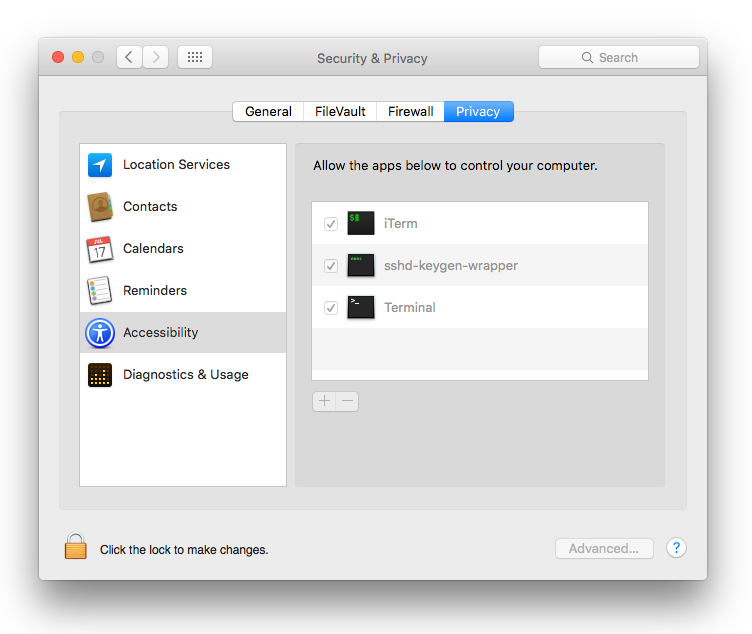 Security & Privacy
Search
General
FileVault
Firewall
Privacy
Location Services
Contacts
JUL
17
Calendars
Reminders
Accessibility
Diagnostics & Usage
Allow the apps below to control your computer.
iTerm
sshd-keygen-wrapper
Terminal
Click the lock to make changes.
Advanced...
?